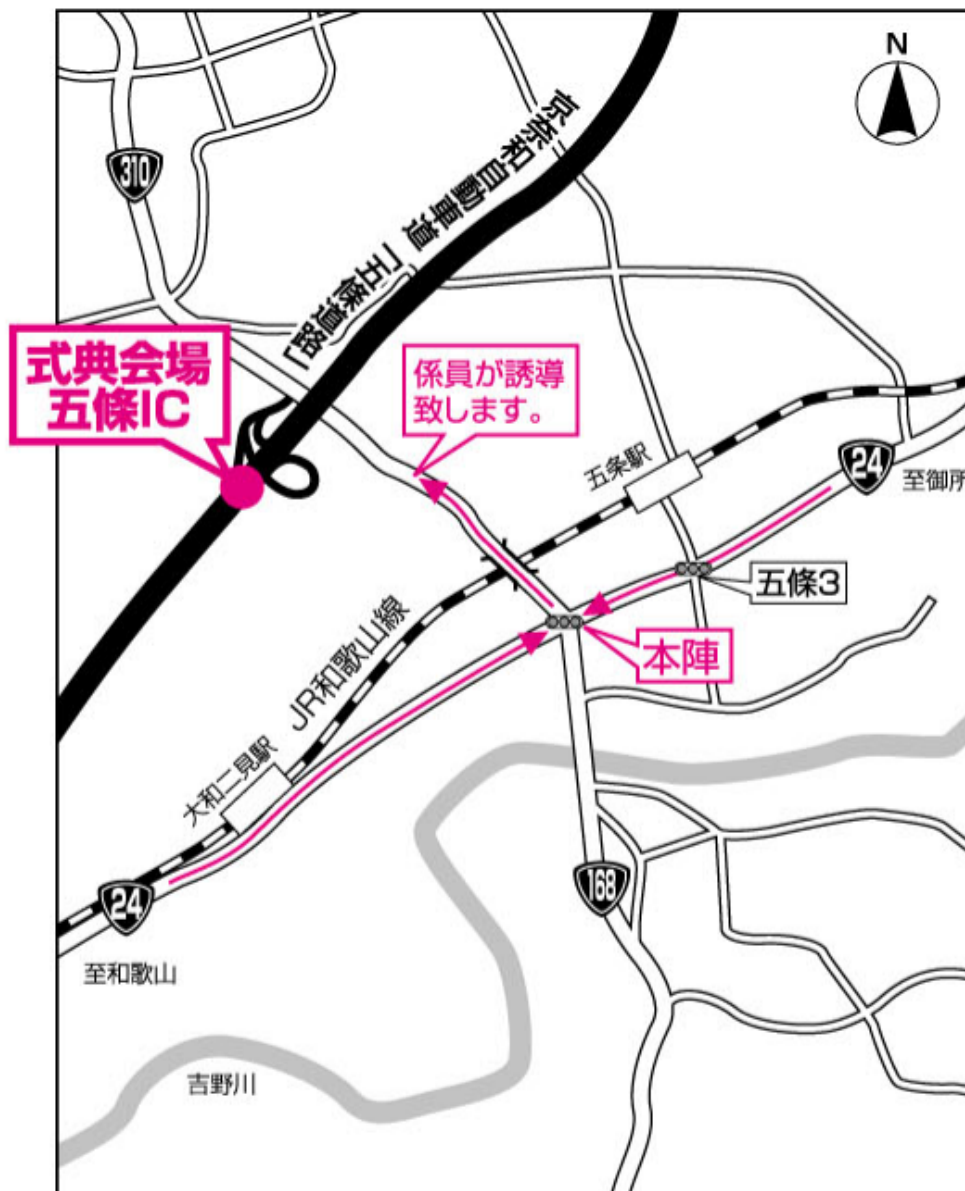 N
310
京奈和自動車道
「五條道路」
式典会場
五條IC
係員が誘導
致します。
五条駅
24
至御所
五條3
本陣
JR和歌山線
大和二見駅
168
24
至和歌山
吉野川